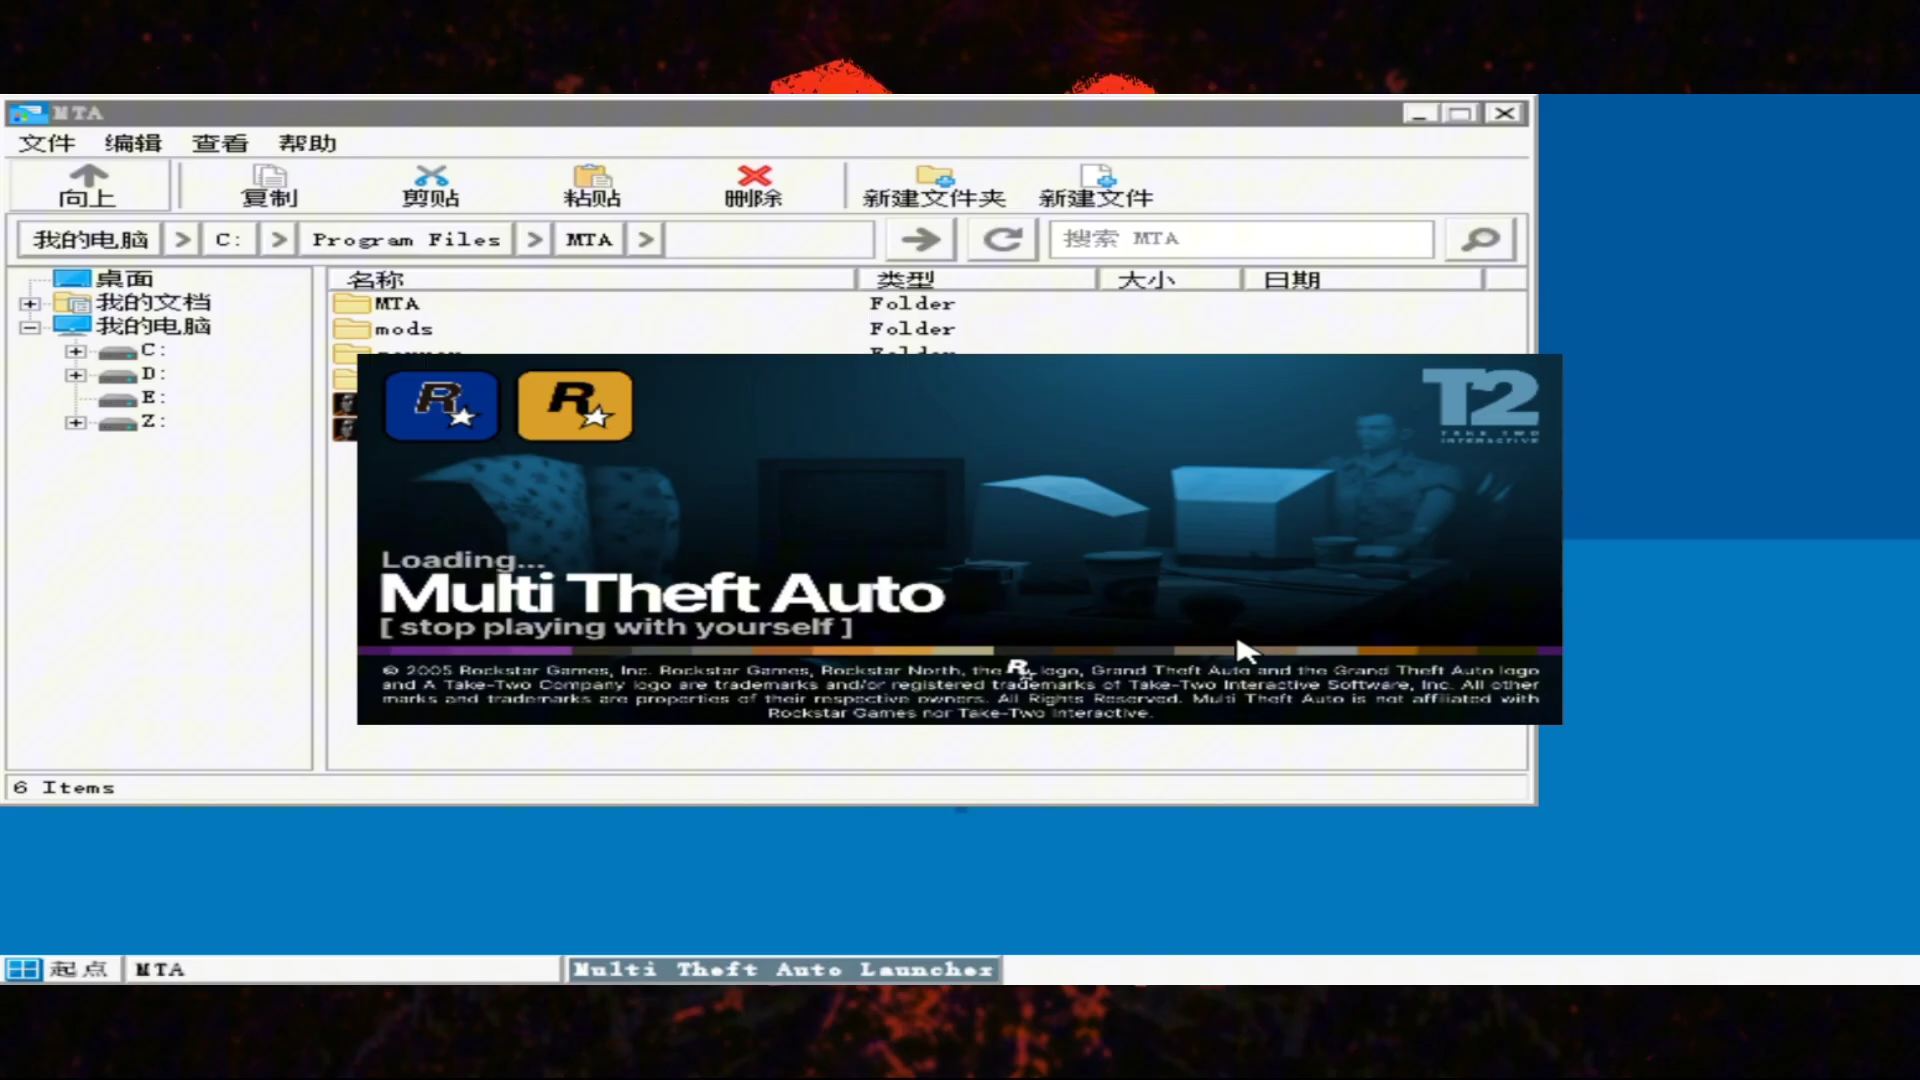 MTA
文件 编辑 查看 帮助
向上 复制 剪贴 粘贴 删除 新建文件夹 新建文件
我的电脑 > C: > Program Files > MTA > 搜索 MTA
桌面
我的文档
我的电脑
C:
D:
E:
Z:
名称 类型 大小 日期
MTA Folder
mods Folder
Folder
R R
T2
TAKE TWO
INTERACTIVE
Loading...
Multi Theft Auto
[ stop playing with yourself ]
© 2005 Rockstar Games, Inc. Rockstar Games, Rockstar North, the R logo, Grand Theft Auto and the Grand Theft Auto logo
and A Take-Two Company logo are trademarks and/or registered trademarks of Take-Two Interactive Software, Inc. All other
marks and trademarks are properties of their respective owners. All Rights Reserved. Multi Theft Auto is not affiliated with
Rockstar Games nor Take-Two Interactive.
6 Items
起点 MTA Multi Theft Auto Launcher